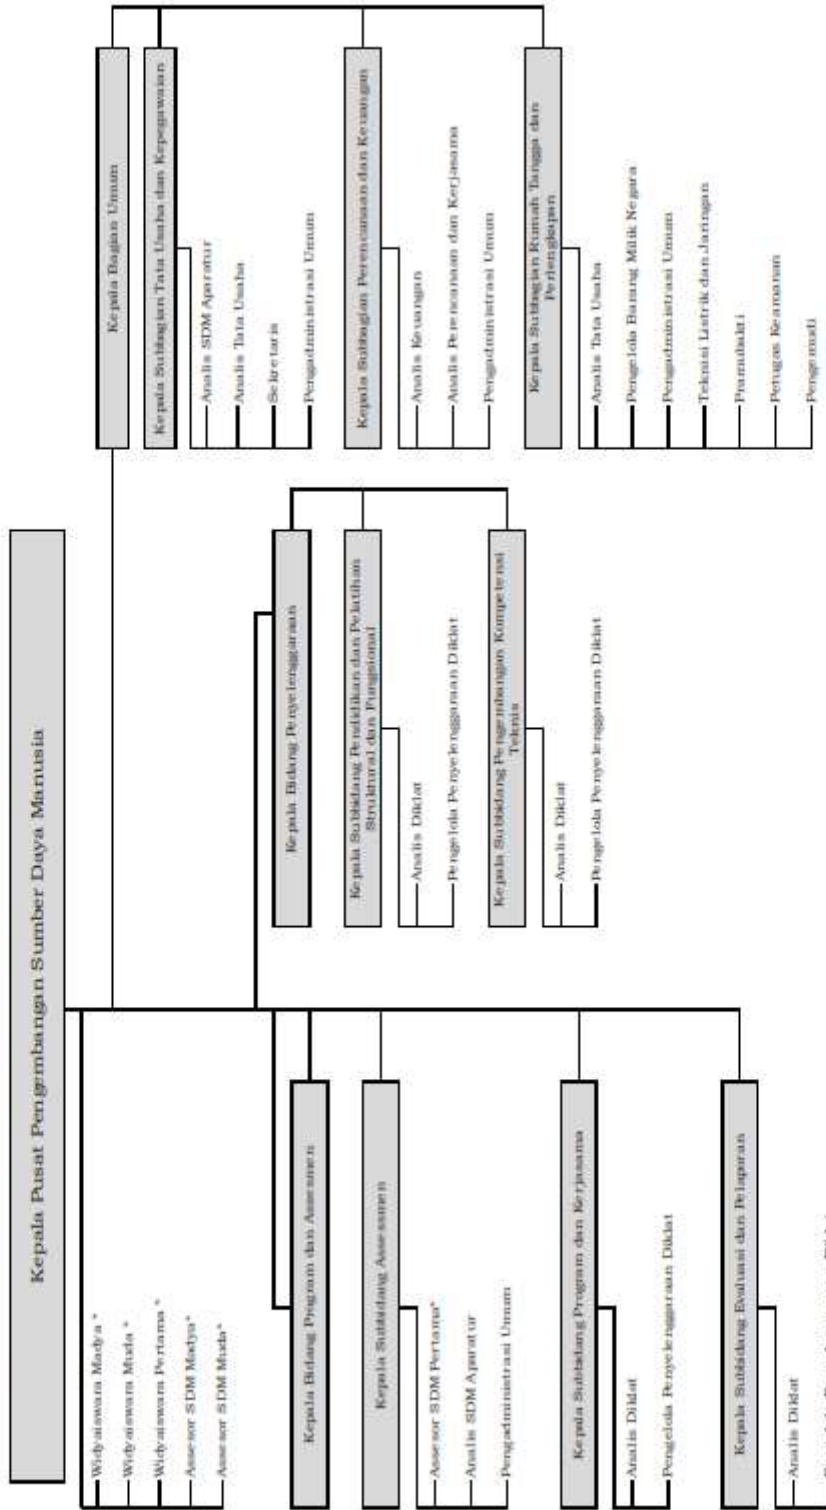 Kepala Pusat Pengembangan Sumber Daya Manusia
Widyaiswara Madya *
Widyaiswara Muda *
Widyaiswara Pertama *
Assesor SDM Madya*
Assesor SDM Muda*
Kepala Bidang Program dan Assessmen
Kepala Subbidang Assessmen
Assesor SDM Pertama*
Analis SDM Aparatur
Pengadministrasi Umum
Kepala Subbidang Program dan Kerjasama
Analis Diklat
Pengelola Penyelenggaraan Diklat
Kepala Subbidang Evaluasi dan Pelaporan
Analis Diklat
Kepala Bidang Penyelenggaraan
Kepala Subbidang Pendidikan dan Pelatihan
Struktural dan Fungsional
Analis Diklat
Pengelola Penyelenggaraan Diklat
Kepala Subbidang Pengembangan Kompetensi
Teknis
Analis Diklat
Pengelola Penyelenggaraan Diklat
Kepala Bagian Umum
Kepala Subbagian Tata Usaha dan Kepegawaian
Analis SDM Aparatur
Analis Tata Usaha
Sekretaris
Pengadministrasi Umum
Kepala Subbagian Perencanaan dan Keuangan
Analis Keuangan
Analis Perencanaan dan Kerjasama
Pengadministrasi Umum
Kepala Subbagian Rumah Tangga dan
Perlengkapan
Analis Tata Usaha
Pengelola Barang Milik Negara
Pengadministrasi Umum
Teknisi Listrik dan Jaringan
Pramubakti
Petugas Keamanan
Pengemudi